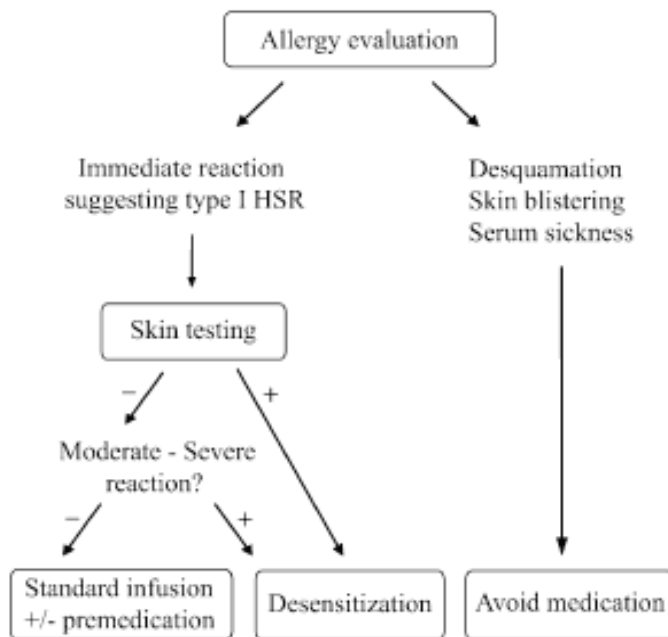 Allergy evaluation
Immediate reaction
suggesting type I HSR
Desquamation
Skin blistering
Serum sickness
Skin testing
−
+
Moderate - Severe
reaction?
−
+
Standard infusion
+/- premedication
Desensitization
Avoid medication